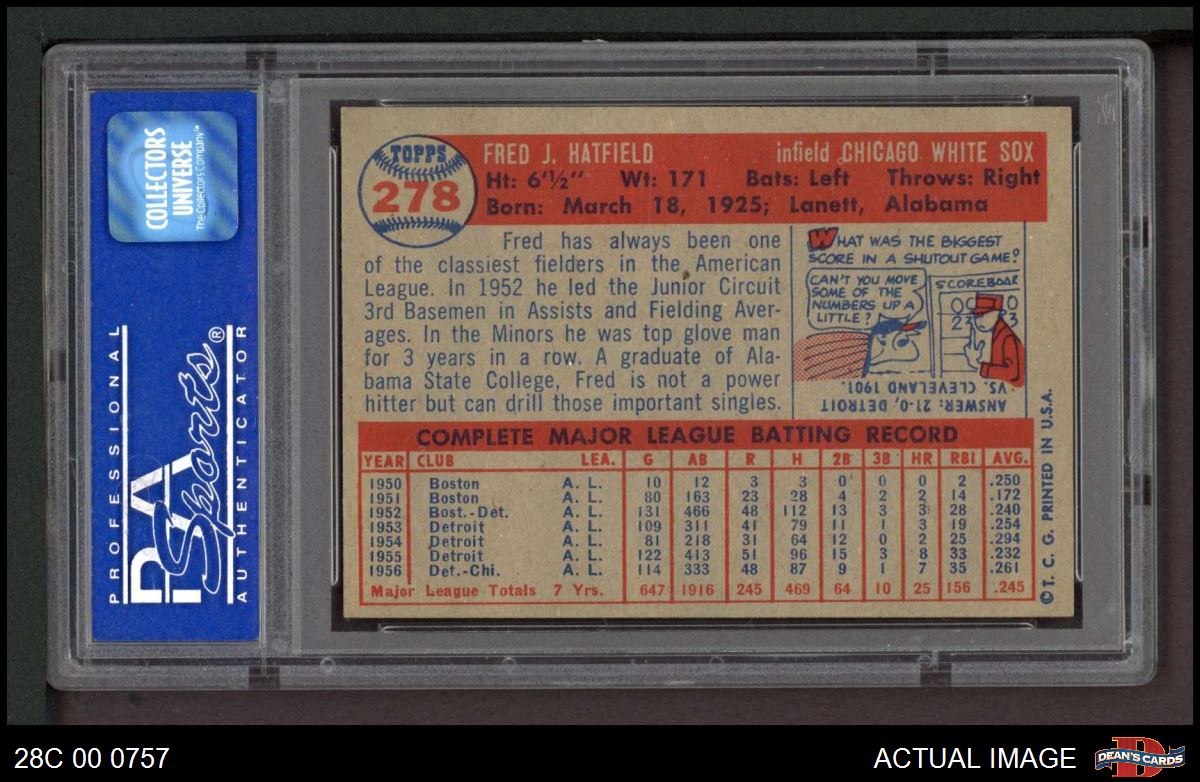 COLLECTORS
UNIVERSE
The Collectors Company™
PROFESSIONAL
PSA
Sports®
AUTHENTICATOR
TOPPS
278
FRED J. HATFIELD infield CHICAGO WHITE SOX
Ht: 6'½" Wt: 171 Bats: Left Throws: Right
Born: March 18, 1925; Lanett, Alabama
Fred has always been one
of the classiest fielders in the American
League. In 1952 he led the Junior Circuit
3rd Basemen in Assists and Fielding Aver-
ages. In the Minors he was top glove man
for 3 years in a row. A graduate of Ala-
bama State College, Fred is not a power
hitter but can drill those important singles.
WHAT WAS THE BIGGEST
SCORE IN A SHUTOUT GAME?
CAN'T YOU MOVE
SOME OF THE
NUMBERS UP A
LITTLE?
SCOREBOAR
ANSWER: 21-0, DETROIT
VS. CLEVELAND 1901.
COMPLETE MAJOR LEAGUE BATTING RECORD
YEAR CLUB LEA. G AB R H 2B 3B HR RBI AVG.
1950 Boston A. L. 10 12 3 3 0 0 0 2 .250
1951 Boston A. L. 80 163 23 28 4 2 2 14 .172
1952 Bost.-Det. A. L. 131 466 48 112 13 3 3 28 .240
1953 Detroit A. L. 109 311 41 79 11 1 3 19 .254
1954 Detroit A. L. 81 218 31 64 12 0 2 25 .294
1955 Detroit A. L. 122 413 51 96 15 3 8 33 .232
1956 Det.-Chi. A. L. 114 333 48 87 9 1 7 35 .261
Major League Totals 7 Yrs. 647 1916 245 469 64 10 25 156 .245
© T. C. G. PRINTED IN U.S.A.
28C 00 0757
ACTUAL IMAGE
DEAN'S CARDS